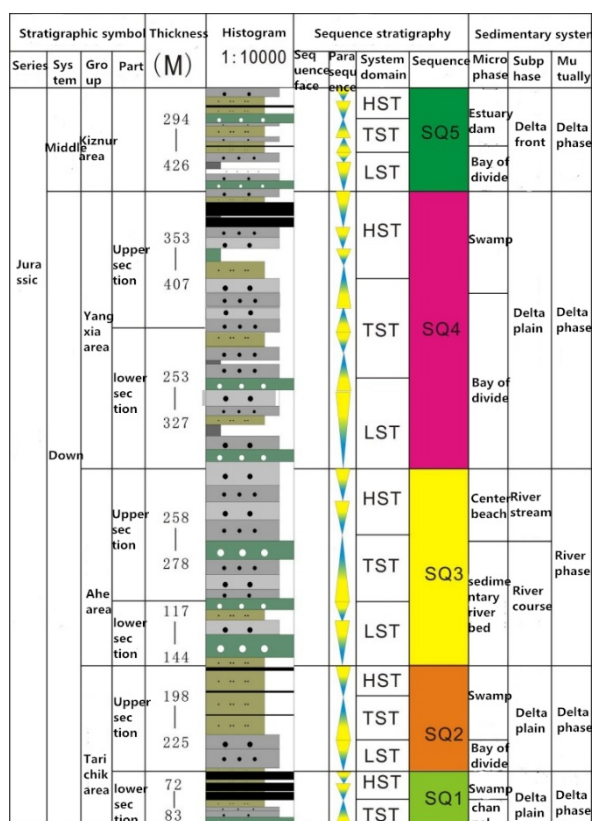 Stratigraphic symbol Thickness Histogram Sequence stratigraphy Sedimentary system
Series Sys tem Gro up Part (M) 1:10000 Seq uence face Para sequ ence System domain Sequence Micro phase Subp hase Mu tually
Jura ssic
Middle
Kiznur area
294
426
HST
TST
LST
SQ5
Estuary dam
Bay of divide
Delta front
Delta phase
Down
Yang xia area
Upper sec tion
353
407
HST
TST
SQ4
Swamp
Delta plain
Delta phase
lower sec tion
253
327
LST
Bay of divide
Ahe area
Upper sec tion
258
278
HST
TST
SQ3
Center beach
River stream
River phase
lower sec tion
117
144
LST
sedime ntary river bed
River course
Tari chik area
Upper sec tion
198
225
HST
TST
LST
SQ2
Swamp
Bay of divide
Delta plain
Delta phase
lower sec tion
72
83
HST
TST
SQ1
Swamp
chan
Delta plain
Delta phase